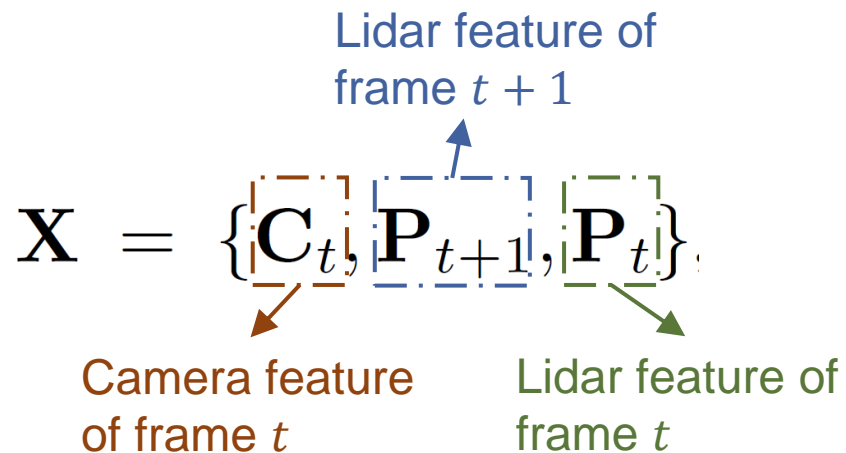 Lidar feature of
frame t + 1
X = {C_t, P_{t+1}, P_t}.
Camera feature
of frame t
Lidar feature of
frame t